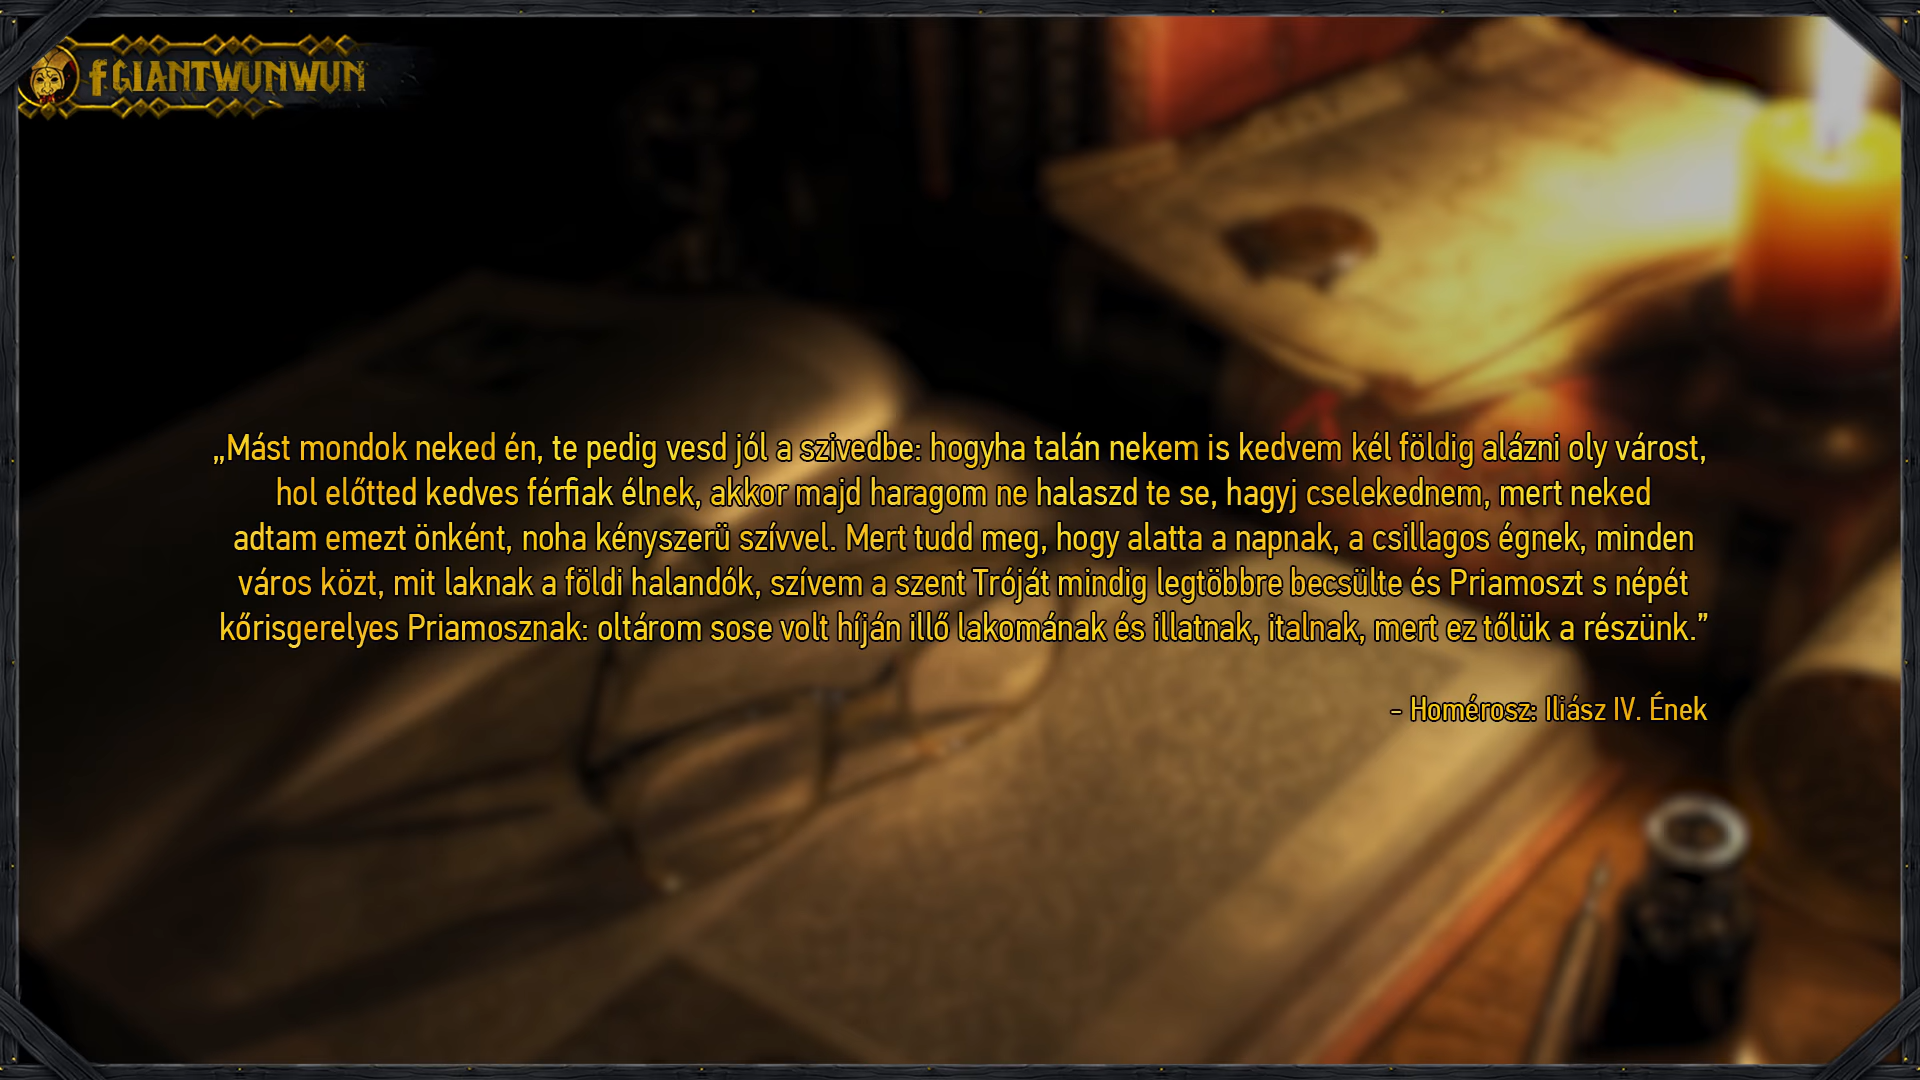 fGIANTWUNWUN
„Mást mondok neked én, te pedig vesd jól a szivedbe: hogyha talán nekem is kedvem kél földig alázni oly várost,
hol előtted kedves férfiak élnek, akkor majd haragom ne halaszd te se, hagyj cselekednem, mert neked
adtam emezt önként, noha kényszerü szívvel. Mert tudd meg, hogy alatta a napnak, a csillagos égnek, minden
város közt, mit laknak a földi halandók, szívem a szent Tróját mindig legtöbbre becsülte és Priamoszt s népét
kőrisgerelyes Priamosznak: oltárom sose volt híján illő lakomának és illatnak, italnak, mert ez tőlük a részünk.”
- Homérosz: Iliász IV. Ének